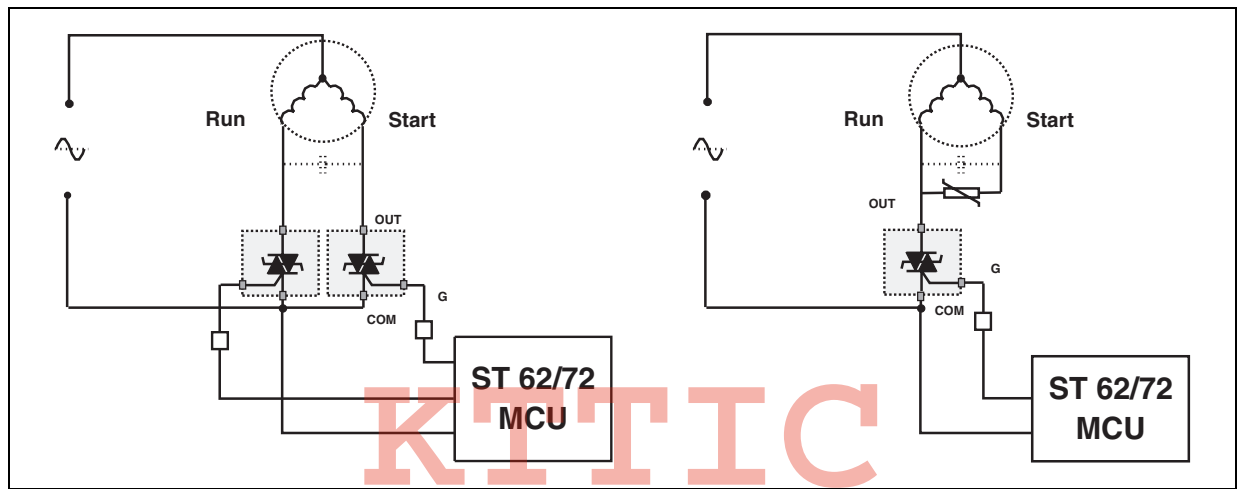 Run Start
OUT
G
COM
ST 62/72
MCU
Run Start
OUT
G
COM
ST 62/72
MCU
KTTIC